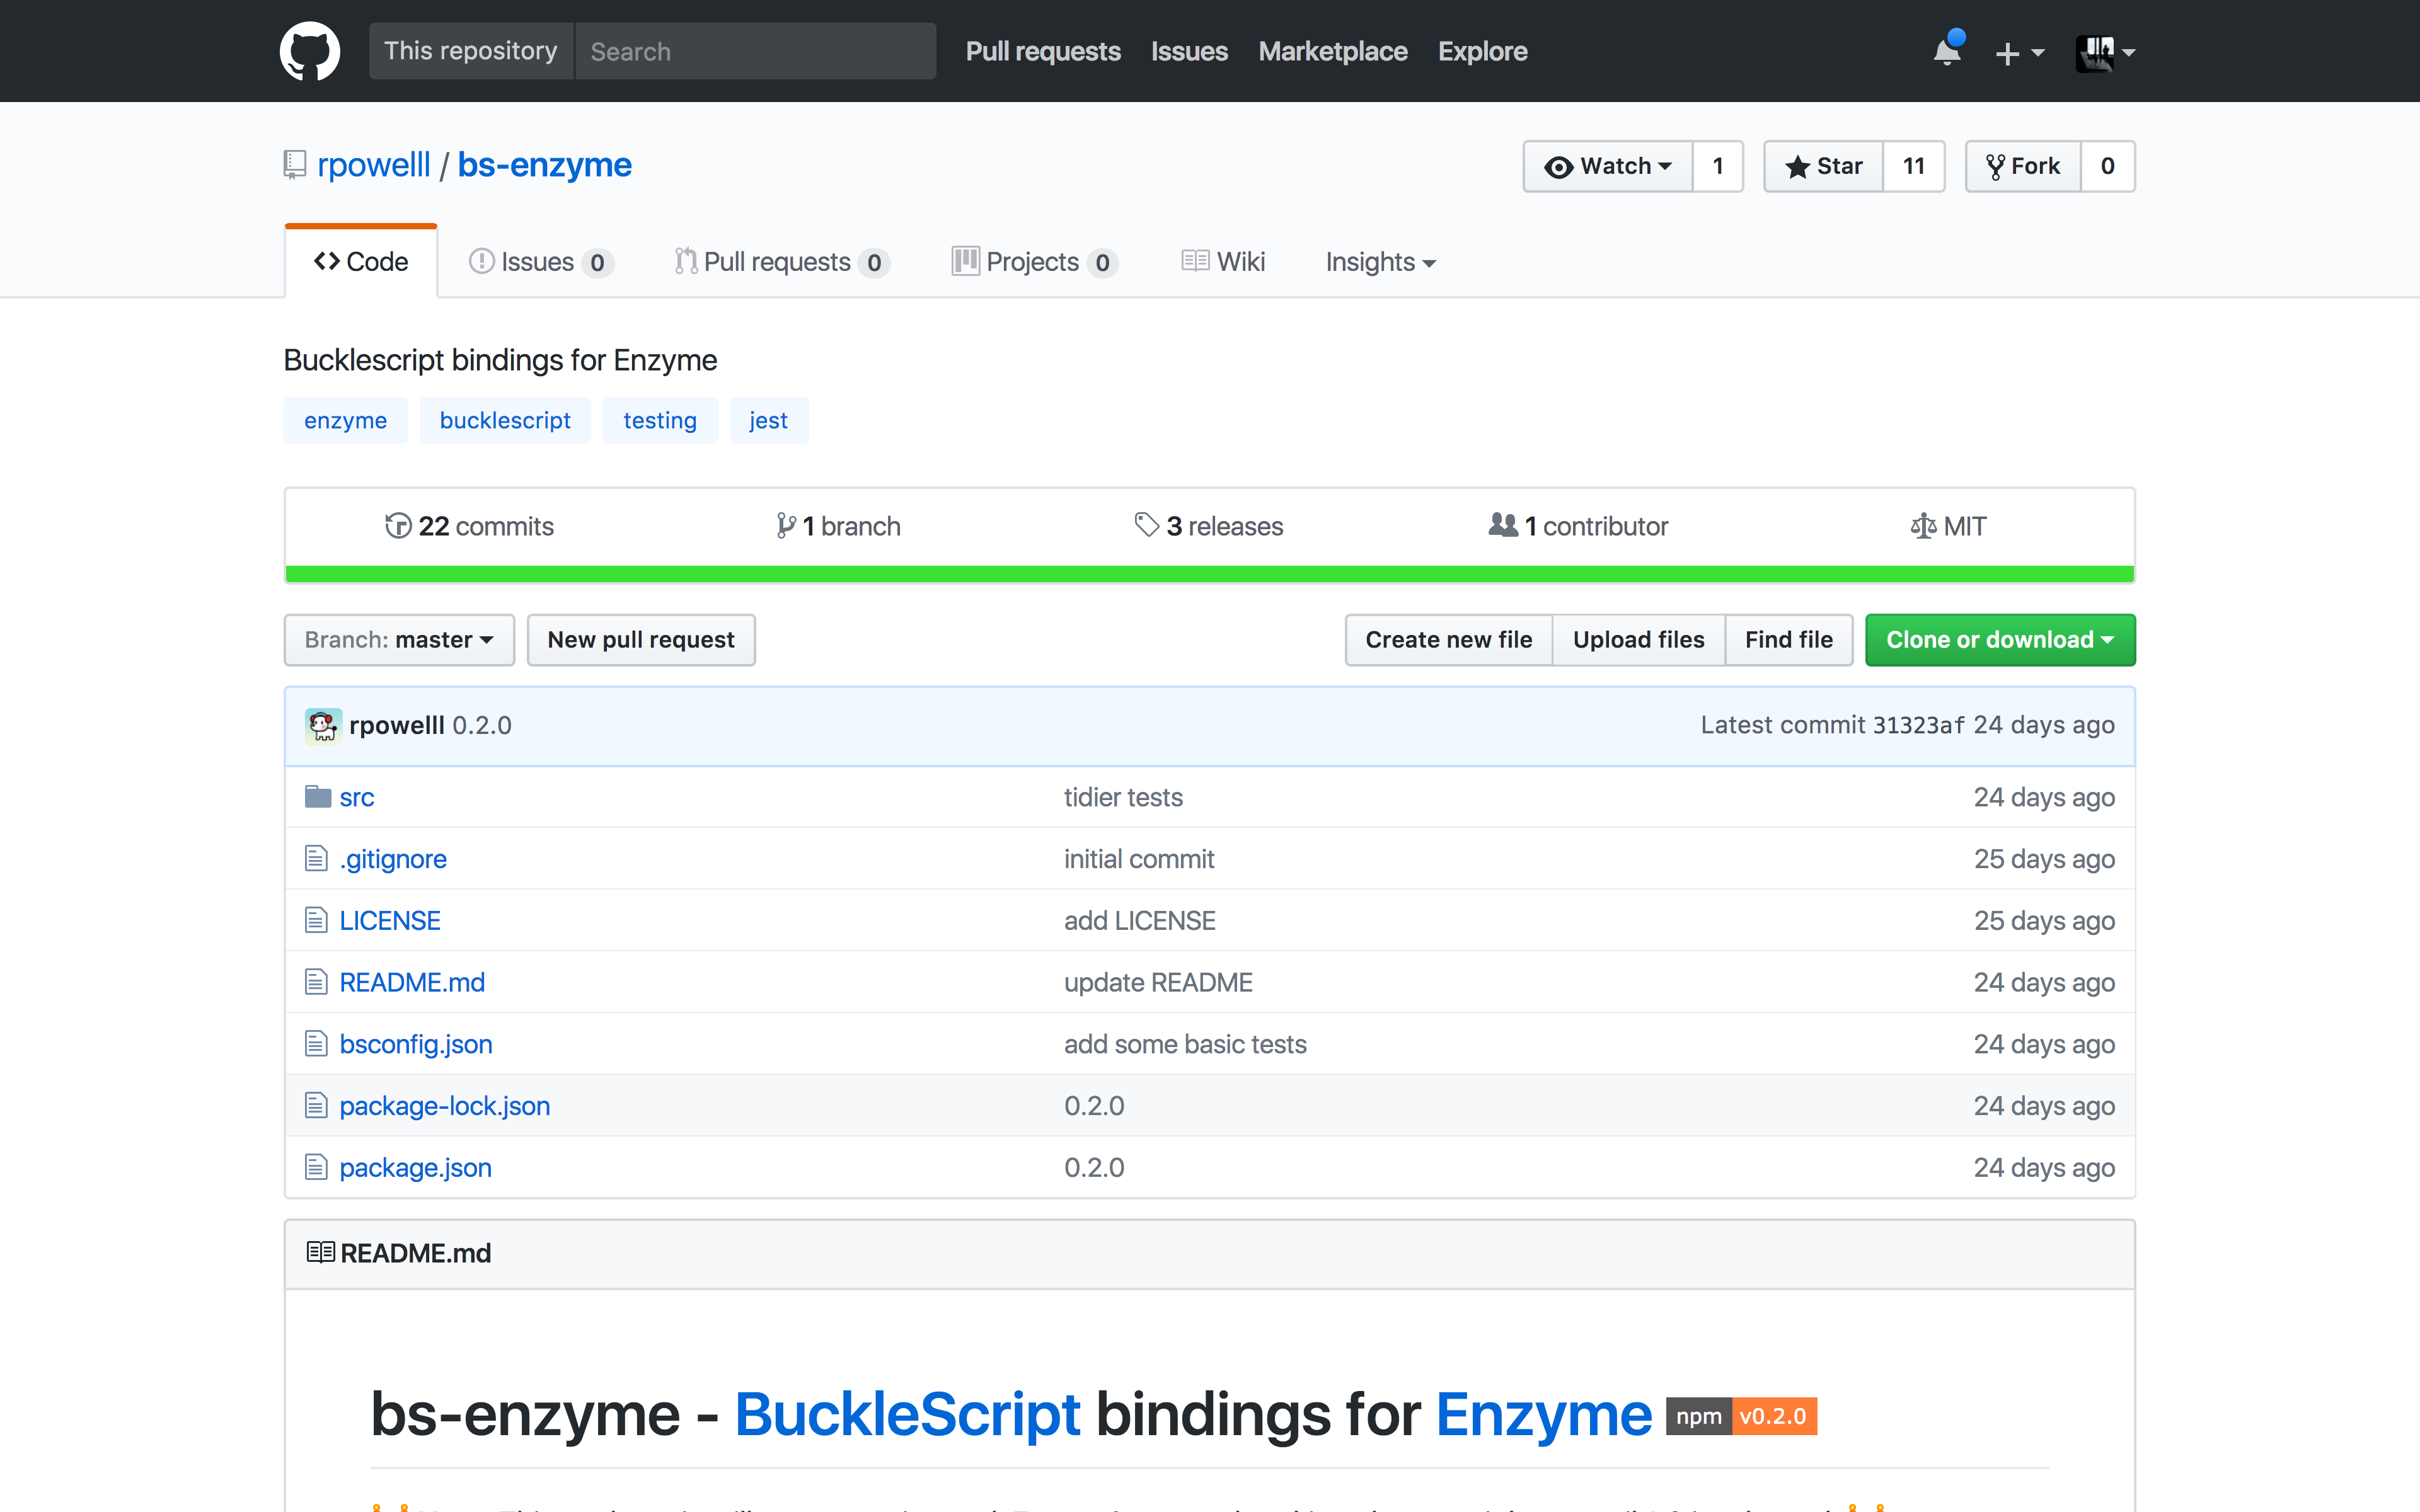 This repository Search Pull requests Issues Marketplace Explore
rpowelll / bs-enzyme Watch 1 Star 11 Fork 0
Code Issues 0 Pull requests 0 Projects 0 Wiki Insights
Bucklescript bindings for Enzyme
enzyme bucklescript testing jest
22 commits 1 branch 3 releases 1 contributor MIT
Branch: master New pull request Create new file Upload files Find file Clone or download
rpowelll 0.2.0 Latest commit 31323af 24 days ago
src tidier tests 24 days ago
.gitignore initial commit 25 days ago
LICENSE add LICENSE 25 days ago
README.md update README 24 days ago
bsconfig.json add some basic tests 24 days ago
package-lock.json 0.2.0 24 days ago
package.json 0.2.0 24 days ago
README.md
bs-enzyme - BuckleScript bindings for Enzyme npm v0.2.0